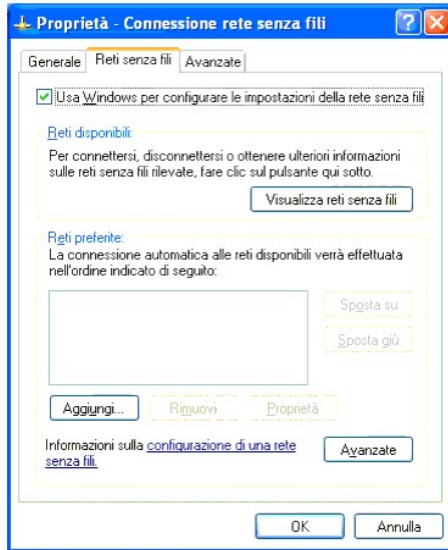 Proprietà - Connessione rete senza fili
Generale Reti senza fili Avanzate
Usa Windows per configurare le impostazioni della rete senza fili
Reti disponibili:
Per connettersi, disconnettersi o ottenere ulteriori informazioni
sulle reti senza fili rilevate, fare clic sul pulsante qui sotto.
Visualizza reti senza fili
Reti preferite:
La connessione automatica alle reti disponibili verrà effettuata
nell'ordine indicato di seguito:
Sposta su
Sposta giù
Aggiungi... Rimuovi Proprietà
Informazioni sulla configurazione di una rete
senza fili.
Avanzate
OK Annulla